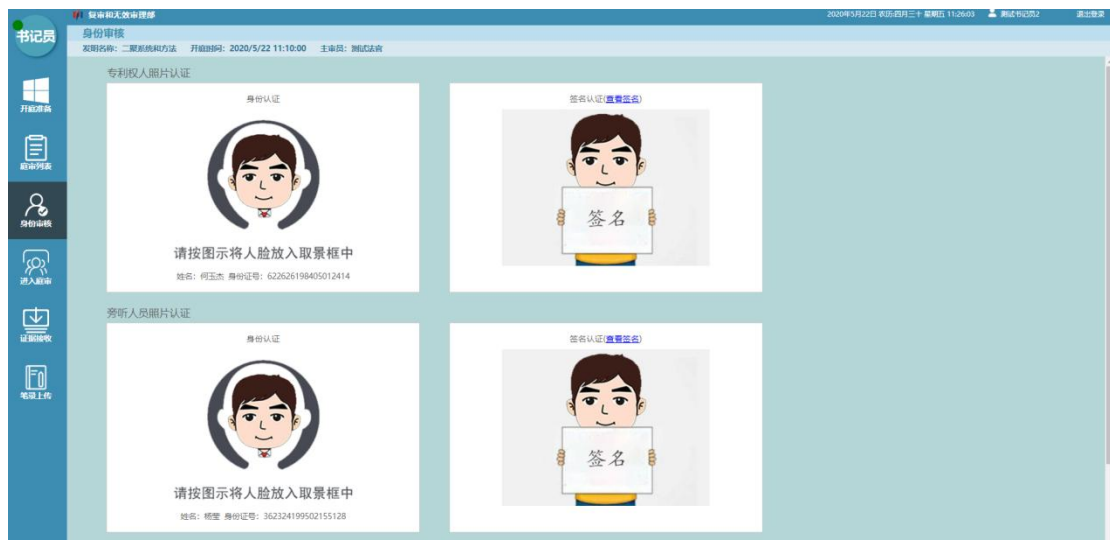 复审和无效审理部
2020年5月22日 农历四月三十 星期五 11:26:03 测试书记员2 退出登录
书记员
身份审核
发明名称：二聚系统和方法 开庭时间：2020/5/22 11:10:00 主审员：测试法官
开庭准备
庭审列表
身份审核
进入庭审
证据接收
笔录上传
专利权人照片认证
身份认证
请按图示将人脸放入取景框中
姓名：何玉杰 身份证号：622626198405012414
签名认证(查看签名)
签名
旁听人员照片认证
身份认证
请按图示将人脸放入取景框中
姓名：杨莹 身份证号：362324199502155128
签名认证(查看签名)
签名